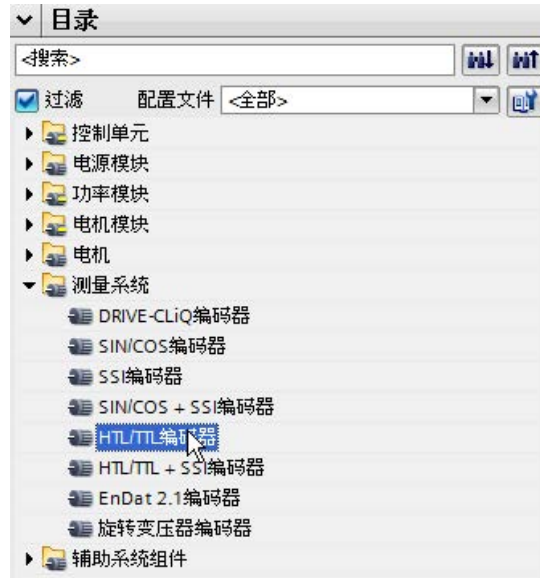 目录
<搜索>
过滤 配置文件 <全部>
控制单元
电源模块
功率模块
电机模块
电机
测量系统
DRIVE-CLiQ编码器
SIN/COS编码器
SSI编码器
SIN/COS + SSI编码器
HTL/TTL编码器
HTL/TTL + SSI编码器
EnDat 2.1编码器
旋转变压器编码器
辅助系统组件